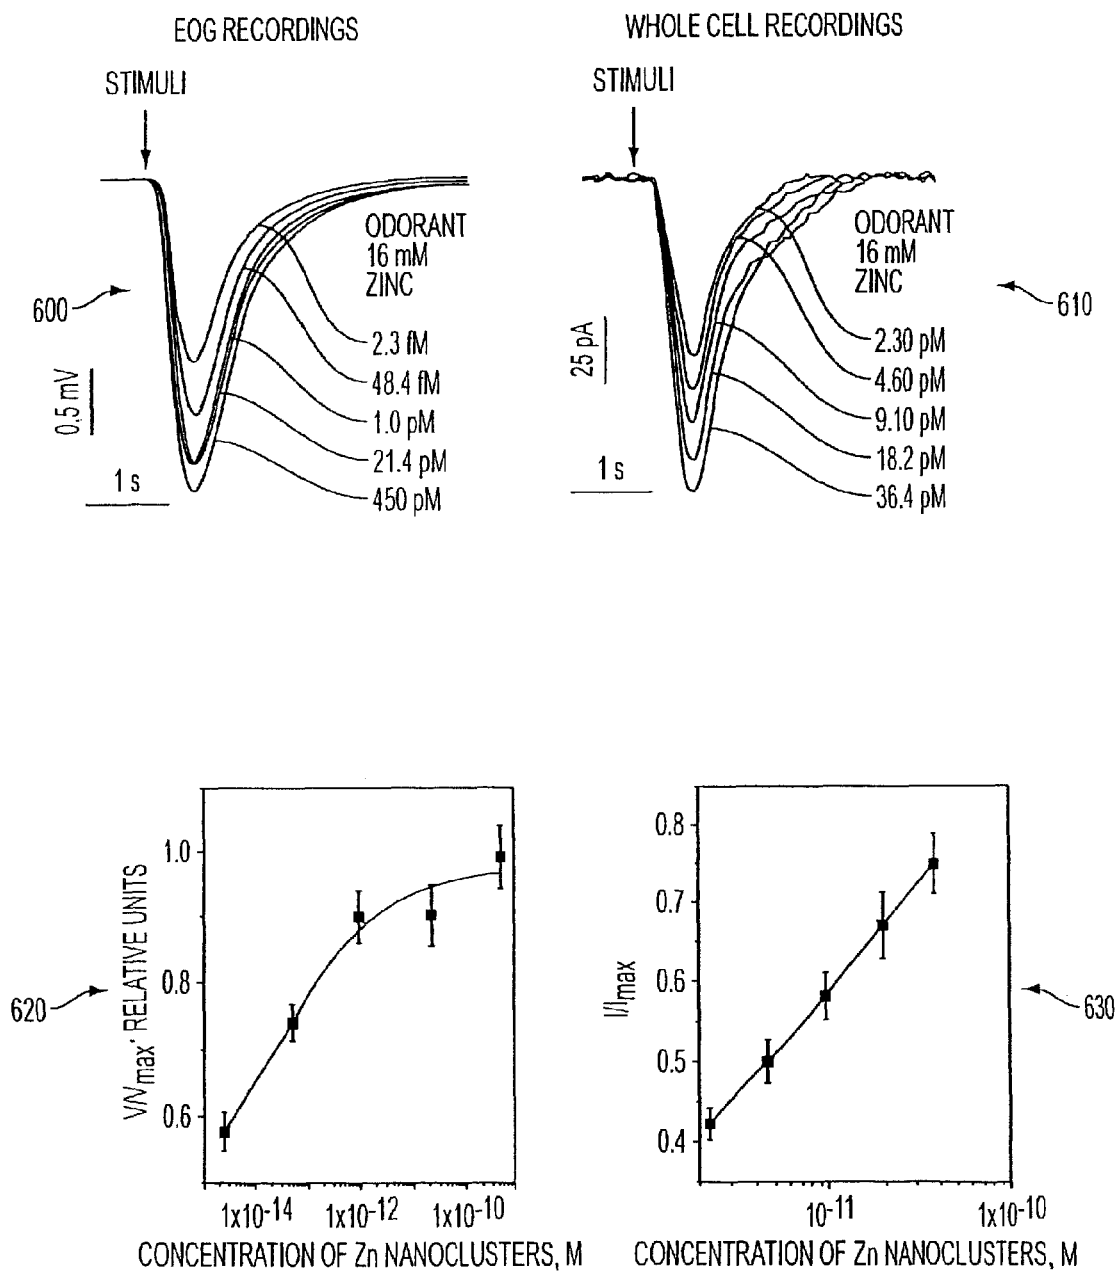 EOG RECORDINGS
WHOLE CELL RECORDINGS
STIMULI
STIMULI
ODORANT
16 mM
ZINC
ODORANT
16 mM
ZINC
600
610
2.3 fM
48.4 fM
1.0 pM
21.4 pM
450 pM
0.5 mV
1 s
2.30 pM
4.60 pM
9.10 pM
18.2 pM
36.4 pM
25 pA
1 s
1.0
0.8
0.6
V/Vmax, RELATIVE UNITS
620
1x10-14
1x10-12
1x10-10
CONCENTRATION OF Zn NANOCLUSTERS, M
0.8
0.7
0.6
0.5
0.4
I/Imax
630
10-11
1x10-10
CONCENTRATION OF Zn NANOCLUSTERS, M